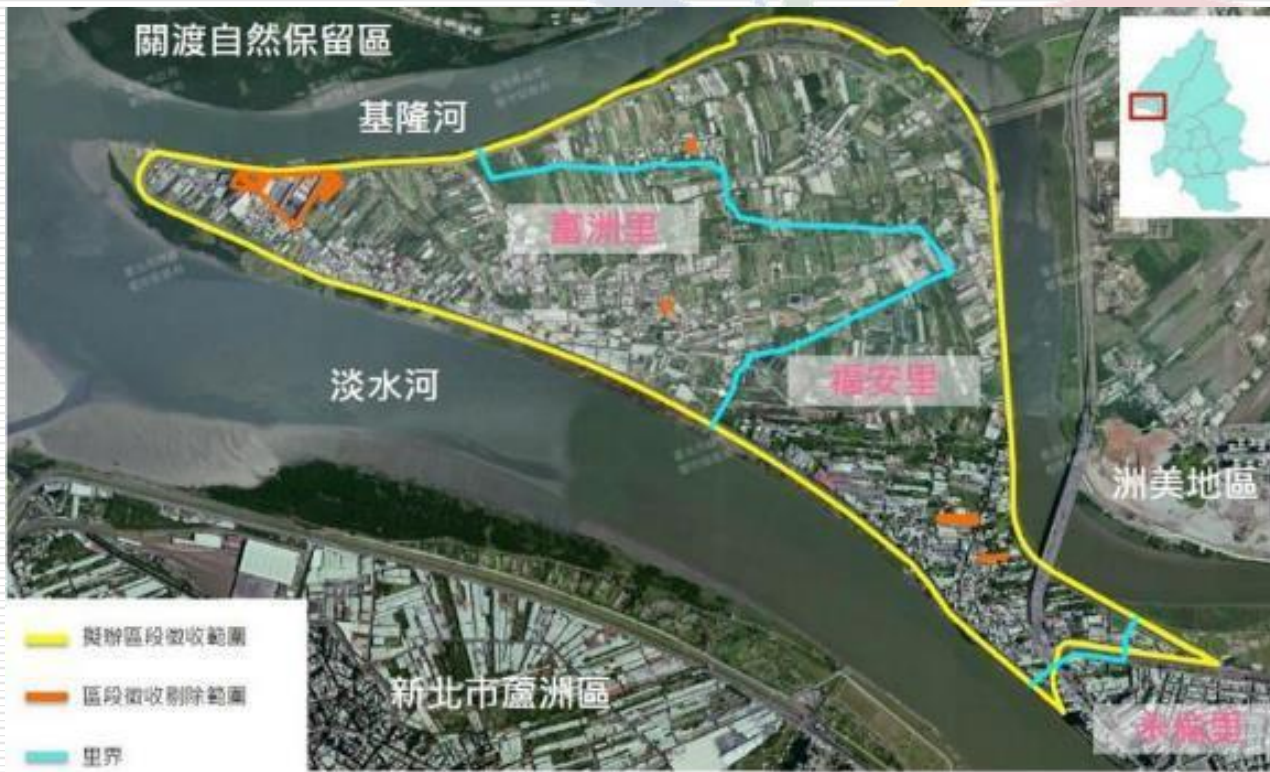 關渡自然保留區
基隆河
富洲里
淡水河
福安里
洲美地區
新北市蘆洲區
擬辦區段徵收範圍
區段徵收剔除範圍
里界